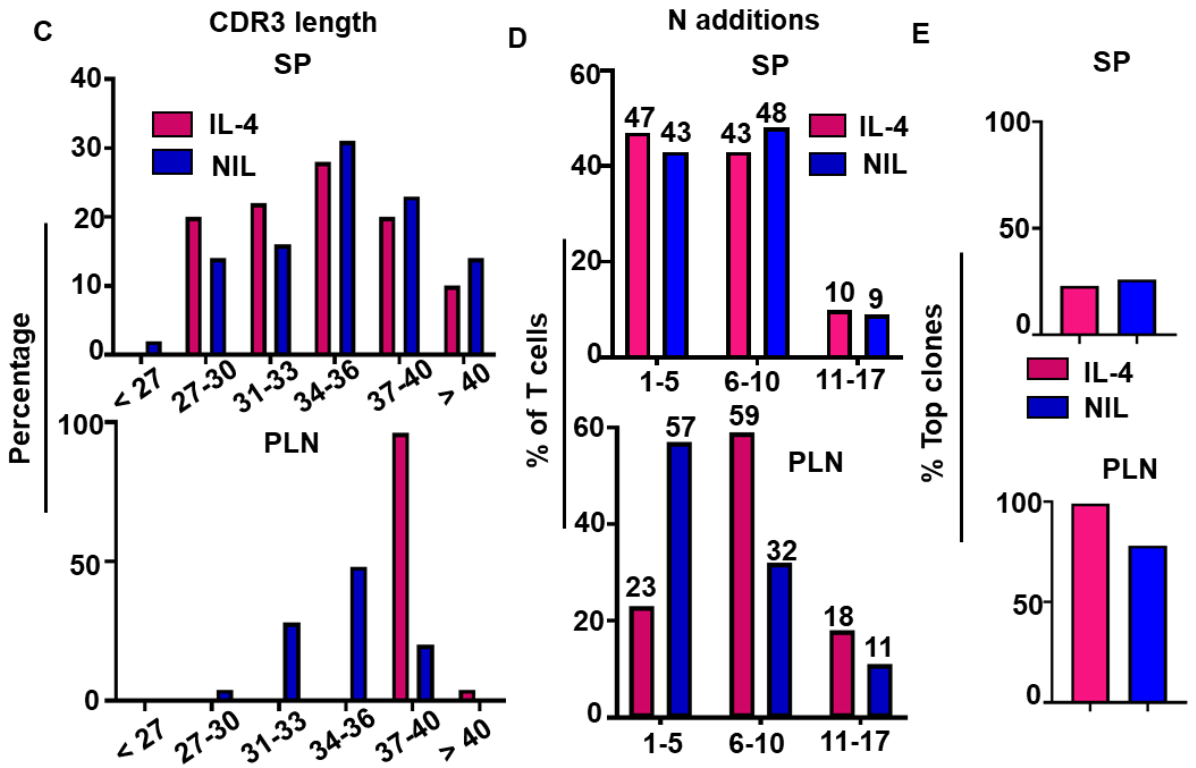 C
CDR3 length
SP
40
30
20
10
0
IL-4
NIL
< 27
27-30
31-33
34-36
37-40
> 40
Percentage
PLN
100
50
0
< 27
27-30
31-33
34-36
37-40
> 40
D
N additions
SP
60
40
20
0
47
43
43
48
10
9
IL-4
NIL
1-5
6-10
11-17
% of T cells
PLN
60
40
20
0
23
57
59
32
18
11
1-5
6-10
11-17
E
SP
100
50
0
IL-4
NIL
% Top clones
PLN
100
50
0